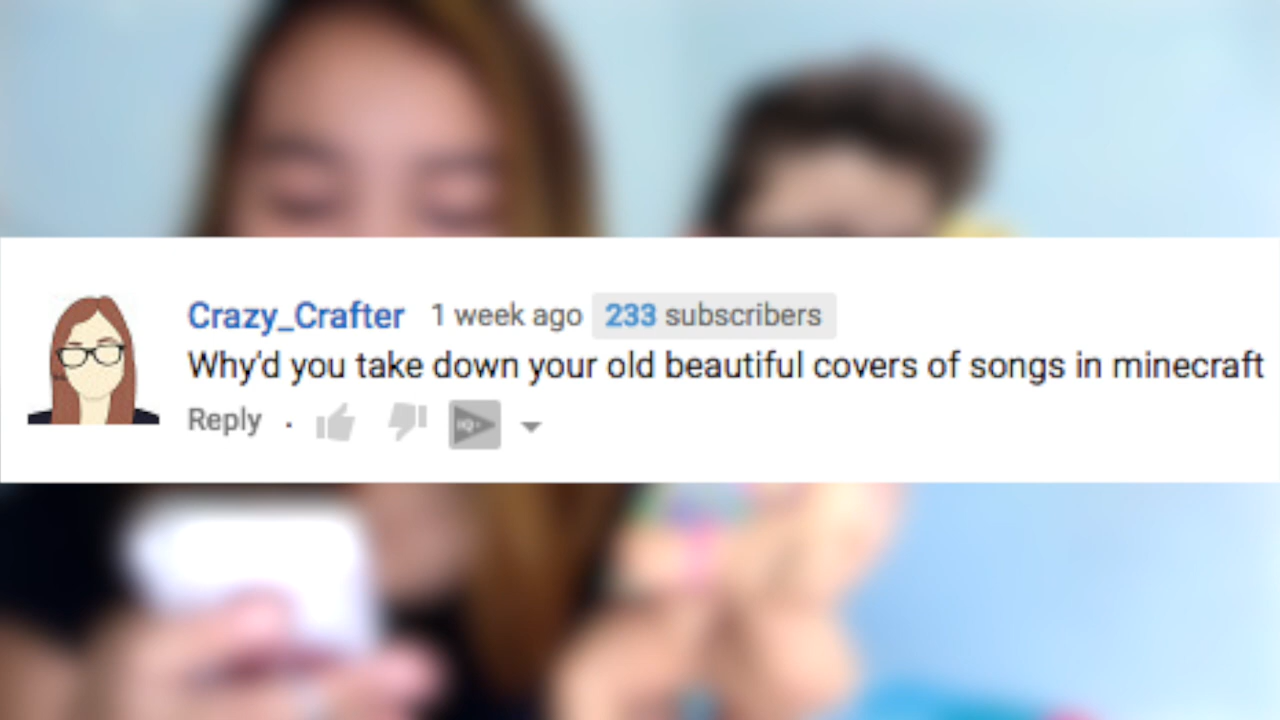 Crazy_Crafter 1 week ago 233 subscribers
Why'd you take down your old beautiful covers of songs in minecraft
Reply ·
IQ